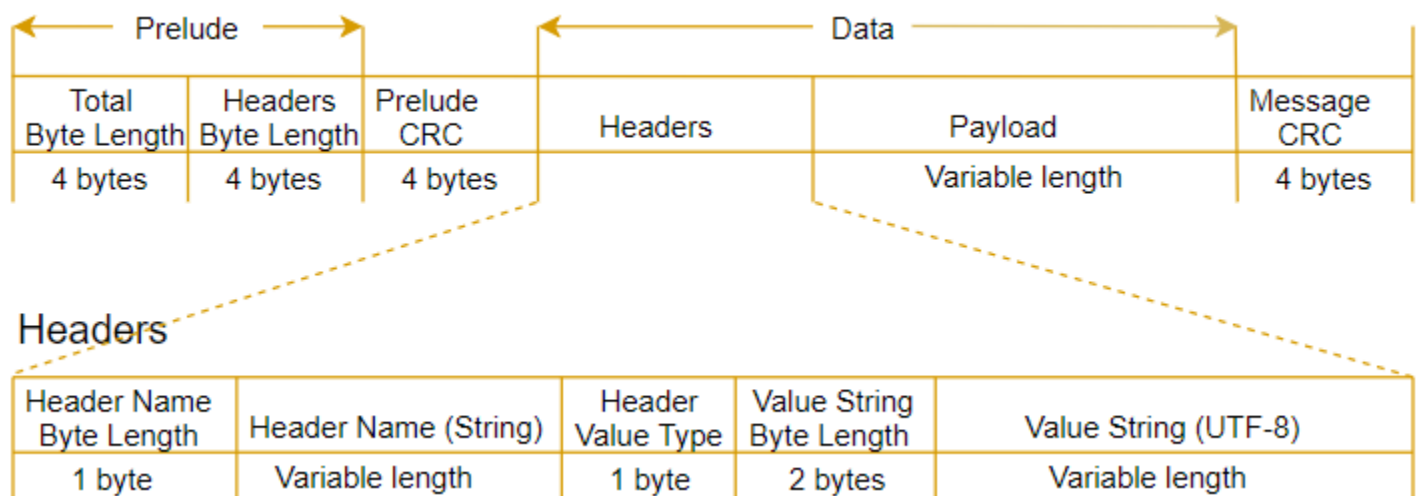 Prelude
Data
Total
Byte Length
Headers
Byte Length
Prelude
CRC
Headers
Payload
Message
CRC
4 bytes
4 bytes
4 bytes
Variable length
4 bytes
Headers
Header Name
Byte Length
Header Name (String)
Header
Value Type
Value String
Byte Length
Value String (UTF-8)
1 byte
Variable length
1 byte
2 bytes
Variable length